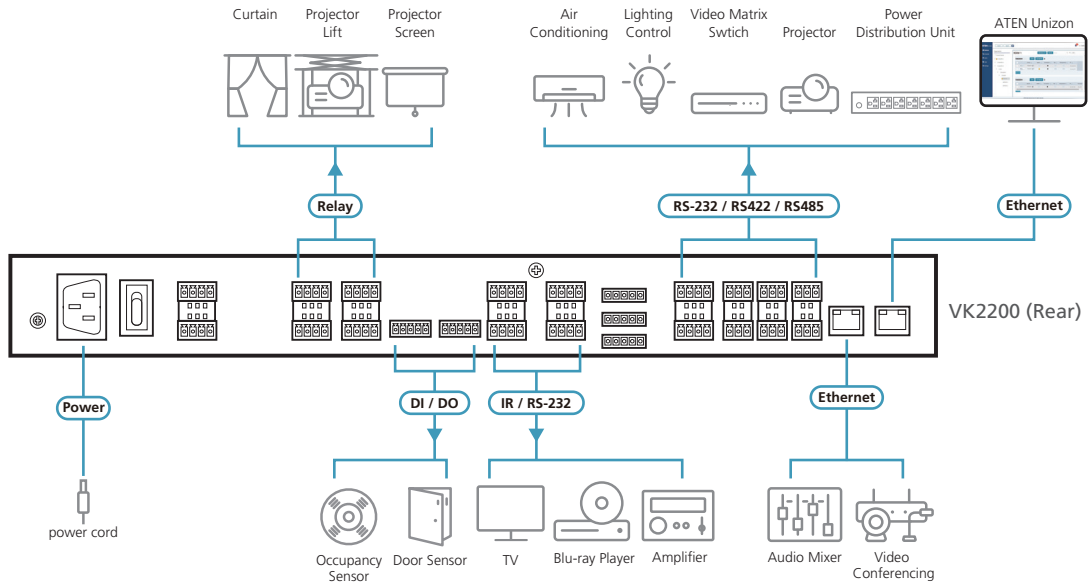 Curtain
Projector
Lift
Projector
Screen
Air
Conditioning
Lighting
Control
Video Matrix
Swtich
Projector
Power
Distribution Unit
ATEN Unizon
Relay
RS-232 / RS422 / RS485
Ethernet
VK2200 (Rear)
Power
DI / DO
IR / RS-232
Ethernet
power cord
Occupancy
Sensor
Door Sensor
TV
Blu-ray Player
Amplifier
Audio Mixer
Video
Conferencing